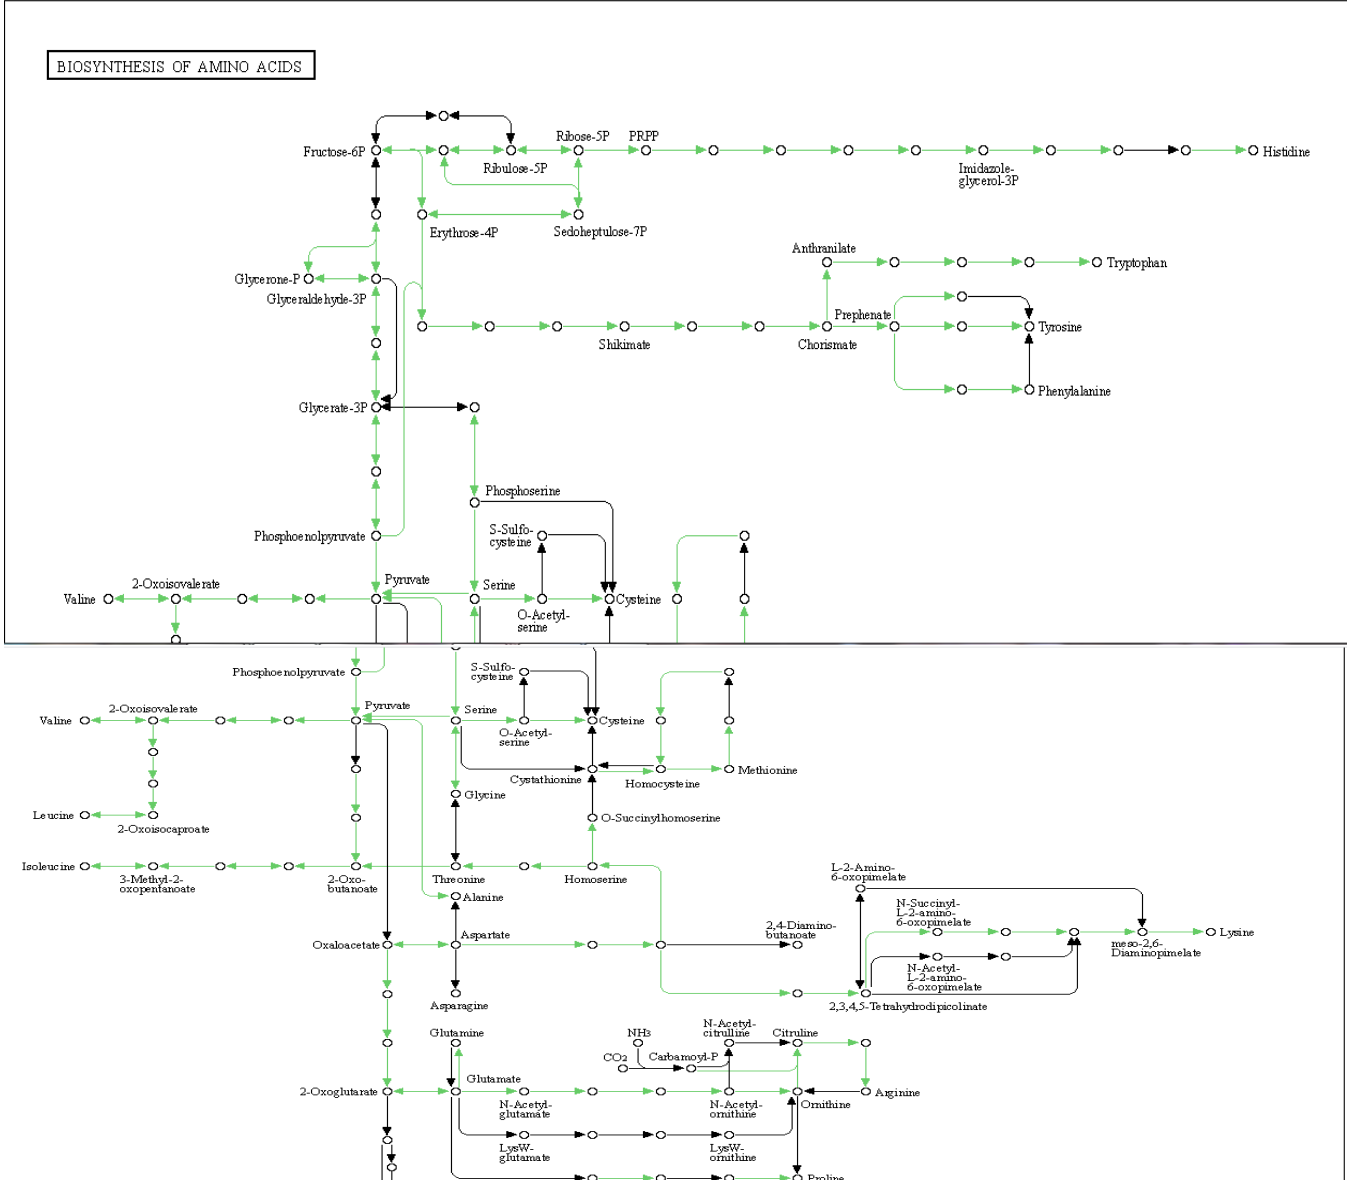 BIOSYNTHESIS OF AMINO ACIDS
Ribose-5P
PRPP
Fructose-6P
Ribulose-5P
Imidazole-
glycerol-3P
Histidine
Erythrose-4P
Sedoheptulose-7P
Anthranilate
Tryptophan
Glycerone-P
Glyceraldehyde-3P
Prephenate
Tyrosine
Shikimate
Chorismate
Phenylalanine
Glycerate-3P
Phosphoserine
Phosphoenolpyruvate
S-Sulfo-
cysteine
2-Oxoisovalerate
Pyruvate
Serine
Valine
Cysteine
O-Acetyl-
serine
Phosphoenolpyruvate
S-Sulfo-
cysteine
2-Oxoisovalerate
Pyruvate
Serine
Valine
Cysteine
O-Acetyl-
serine
Cystathionine
Homocysteine
Methionine
Glycine
Leucine
O-Succinylhomoserine
2-Oxoisocaproate
Isoleucine
3-Methyl-2-
oxopentanoate
2-Oxo-
butanoate
Threonine
Homoserine
L-2-Amino-
6-oxopimelate
Alanine
N-Succinyl-
L-2-amino-
6-oxopimelate
2,4-Diamino-
butanoate
Aspartate
Oxaloacetate
Lysine
meso-2,6-
Diaminopimelate
N-Acetyl-
L-2-amino-
6-oxopimelate
Asparagine
2,3,4,5-Tetrahydrodipicolinate
Glutamine
NH3
N-Acetyl-
citrulline
Citruline
CO2
Carbamoyl-P
Glutamate
2-Oxoglutarate
Arginine
N-Acetyl-
glutamate
N-Acetyl-
ornithine
Ornithine
LysW-
glutamate
LysW-
ornithine
Proline